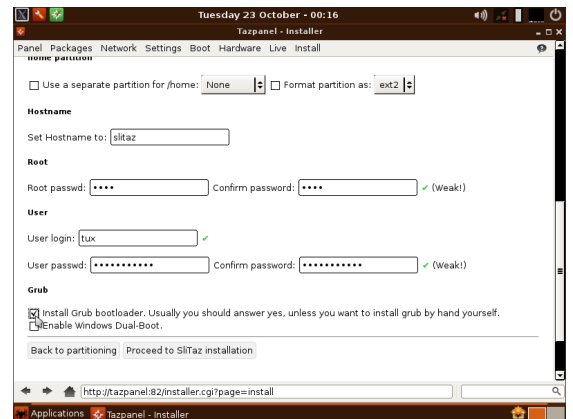 Tuesday 23 October - 00:16
Tazpanel - Installer
Panel Packages Network Settings Boot Hardware Live Install
Home partition
Use a separate partition for /home: None Format partition as: ext2
Hostname
Set Hostname to: slitaz
Root
Root passwd: •••• Confirm password: •••• ✔ (Weak!)
User
User login: tux ✔
User passwd: ••••••••••• Confirm password: ••••••••••• ✔ (Weak!)
Grub
Install Grub bootloader. Usually you should answer yes, unless you want to install grub by hand yourself.
Enable Windows Dual-Boot.
Back to partitioning Proceed to SliTaz installation
http://tazpanel:82/installer.cgi?page=install
Applications Tazpanel - Installer